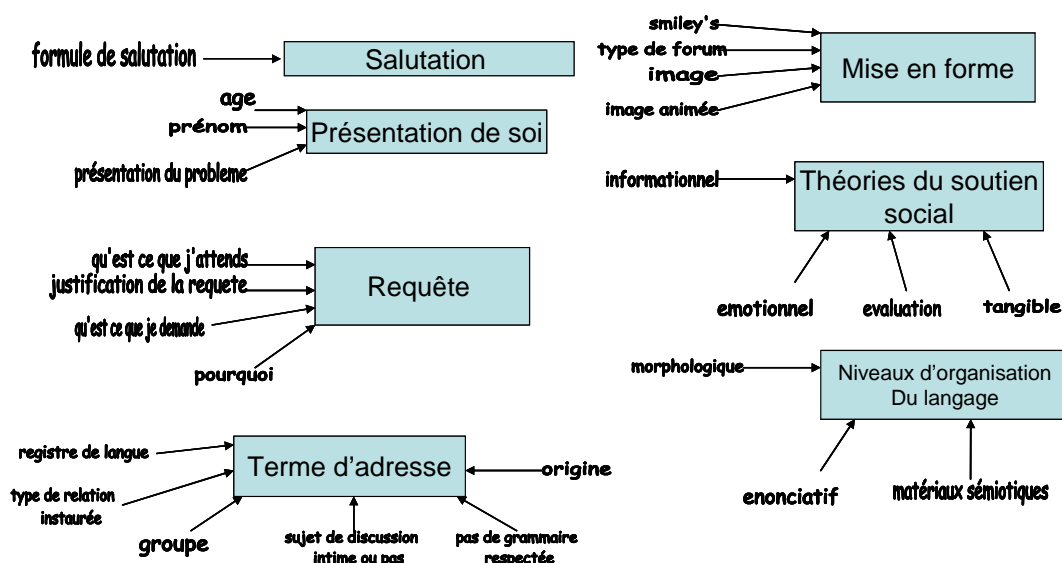 formule de salutation
Salutation
age
prénom
présentation du probleme
Présentation de soi
qu'est ce que j'attends
justification de la requete
qu'est ce que je demande
pourquoi
Requête
registre de langue
type de relation
instaurée
groupe
Terme d'adresse
sujet de discussion
intime ou pas
pas de grammaire
respectée
origine
smiley's
type de forum
image
image animée
Mise en forme
informationnel
Théories du soutien
social
emotionnel
evaluation
tangible
morphologique
Niveaux d'organisation
Du langage
enonciatif
matériaux sémiotiques